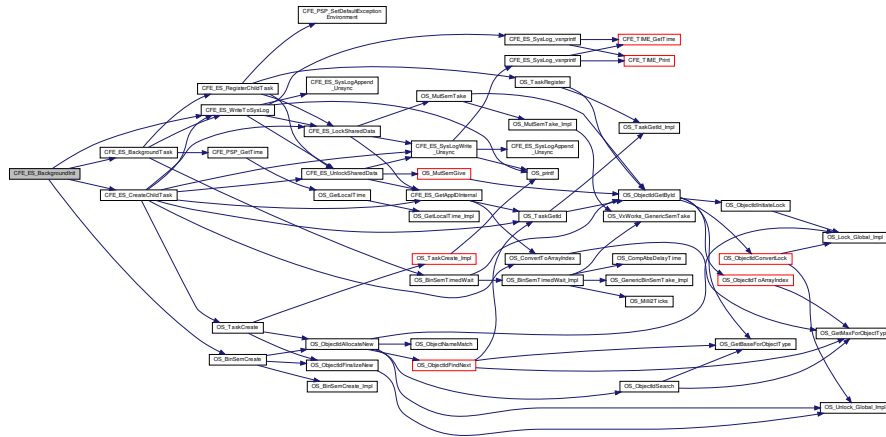 CFE_PSP_SetDefaultException
Environment
CFE_ES_SysLog_vsnprintf
CFE_TIME_GetTime
CFE_ES_SysLog_vsnprintf
CFE_TIME_Print
CFE_ES_RegisterChildTask
CFE_ES_SysLogAppend
_Unsync
OS_TaskRegister
CFE_ES_WriteToSysLog
OS_MutSemTake
CFE_ES_LockSharedData
OS_MutSemTake_Impl
OS_TaskGetId_Impl
CFE_ES_BackgroundTask
CFE_PSP_GetTime
CFE_ES_SysLogWrite
_Unsync
CFE_ES_SysLogAppend
_Unsync
CFE_ES_BackgroundInit
CFE_ES_UnlockSharedData
OS_MutSemGive
OS_printf
CFE_ES_CreateChildTask
OS_GetLocalTime
CFE_ES_GetAppIDInternal
OS_ObjectIdGetById
OS_ObjectIdInitiateLock
OS_GetLocalTime_Impl
OS_TaskGetId
OS_VxWorks_GenericSemTake
OS_Lock_Global_Impl
OS_TaskCreate_Impl
OS_ConvertToArrayIndex
OS_CompAbsDelayTime
OS_ObjectIdConvertLock
OS_BinSemTimedWait
OS_BinSemTimedWait_Impl
OS_GenericBinSemTake_Impl
OS_ObjectIdToArrayIndex
OS_Milli2Ticks
OS_TaskCreate
OS_GetMaxForObjectType
OS_ObjectIdAllocateNew
OS_ObjectNameMatch
OS_GetBaseForObjectType
OS_BinSemCreate
OS_ObjectIdFinalizeNew
OS_ObjectIdFindNext
OS_BinSemCreate_Impl
OS_ObjectIdSearch
OS_Unlock_Global_Impl